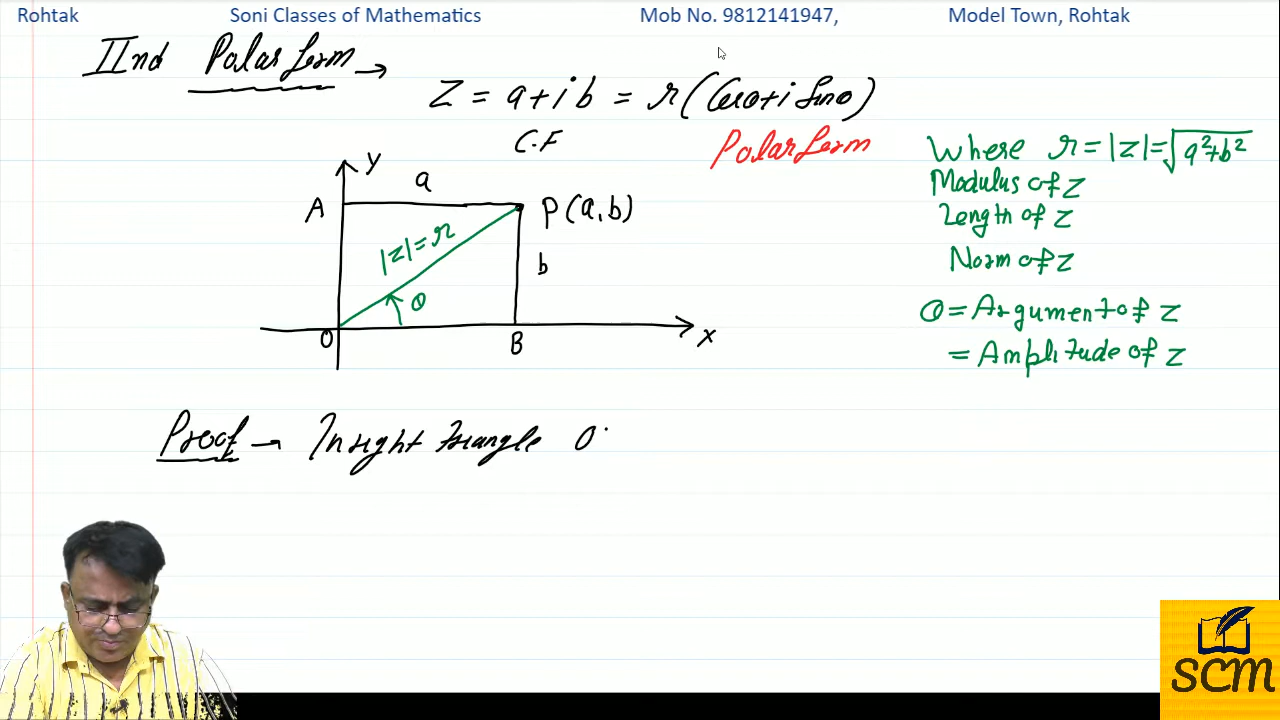 Rohtak Soni Classes of Mathematics Mob No. 9812141947, Model Town, Rohtak
IInd Polar form →
Z = a+ib = r(Cosθ+i Sinθ)
C.F Polar form
Where r = |z| = √a²+b²
Modulus of z
Length of z
Norm of z
θ = Argument of z
= Amplitude of z
Y
a
A P(a,b)
|z|=r
b
θ
O B X
Proof → In right triangle O
SCM